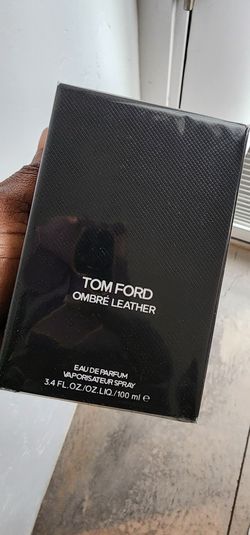 TOM FORD
OMBRÉ LEATHER
EAU DE PARFUM
VAPORISATEUR SPRAY
3.4 FL.OZ./OZ.LIQ./100 ml ℮